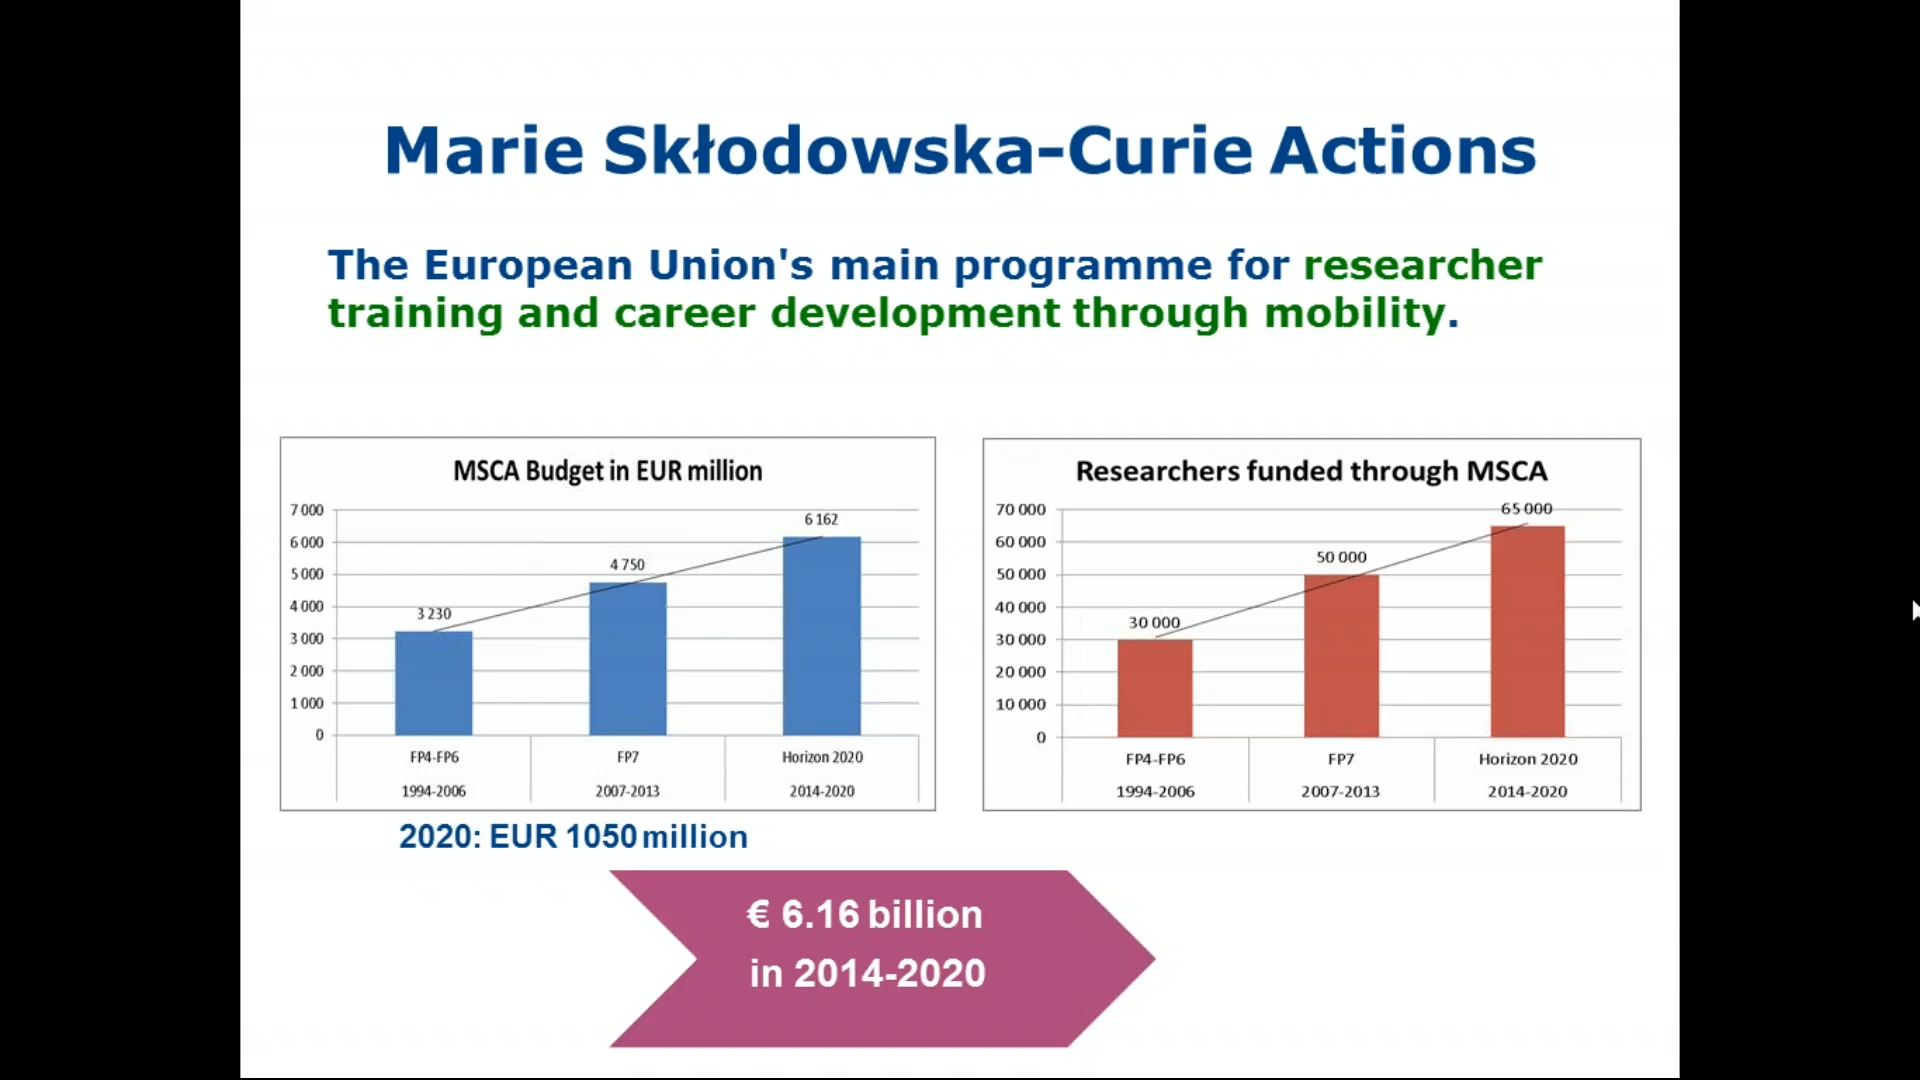 Marie Skłodowska-Curie Actions
The European Union's main programme for researcher
training and career development through mobility.
MSCA Budget in EUR million
7 000
6 000
5 000
4 000
3 000
2 000
1 000
0
3 230
4 750
6 162
FP4-FP6
FP7
Horizon 2020
1994-2006
2007-2013
2014-2020
2020: EUR 1050 million
Researchers funded through MSCA
70 000
60 000
50 000
40 000
30 000
20 000
10 000
0
30 000
50 000
65 000
FP4-FP6
FP7
Horizon 2020
1994-2006
2007-2013
2014-2020
€ 6.16 billion
in 2014-2020